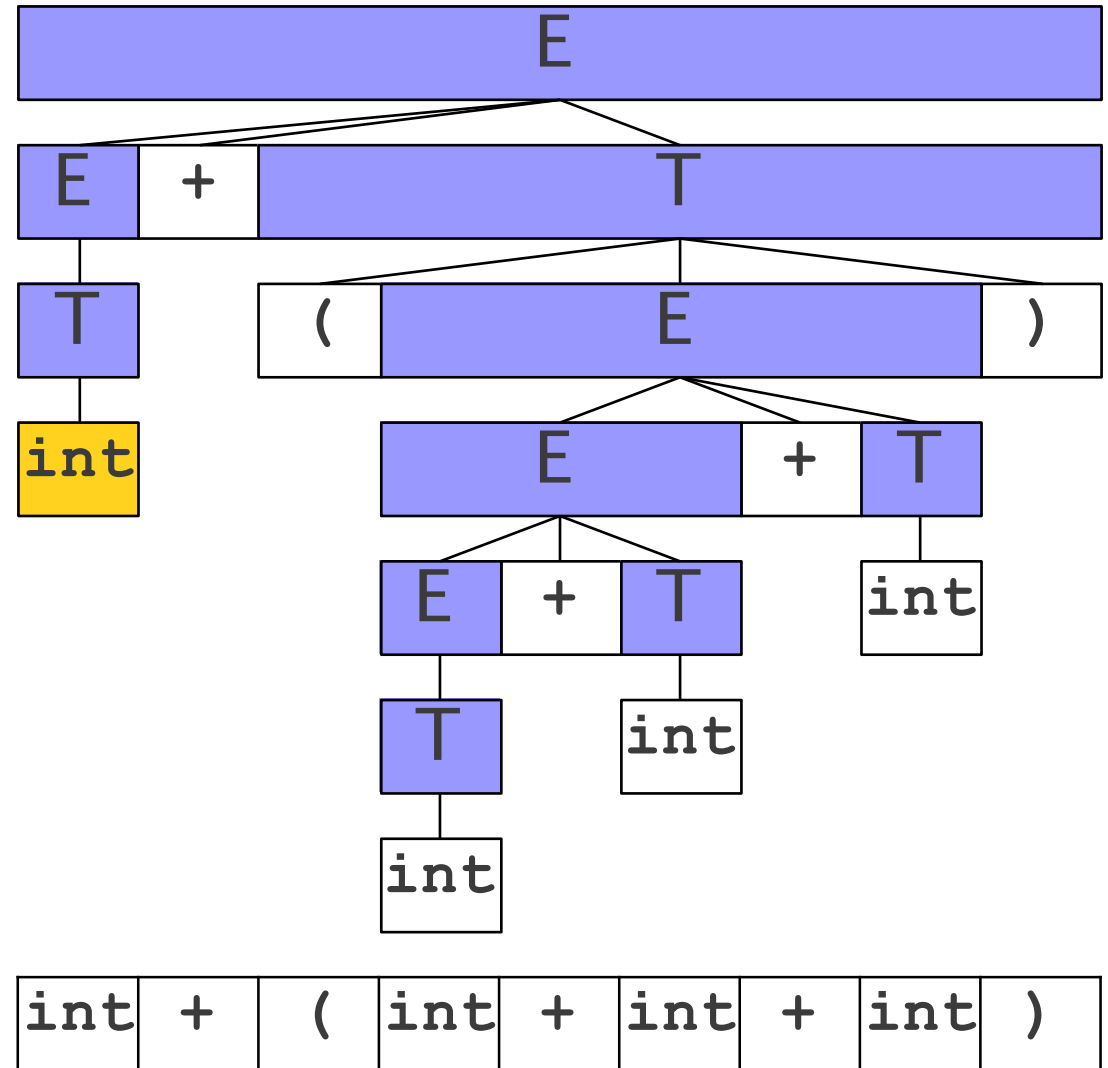 E
E + T
T ( E )
int E + T
E + T int
T int
int
int + ( int + int + int )